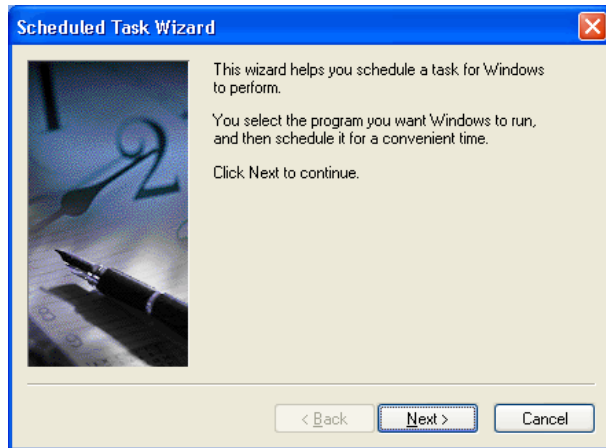 Scheduled Task Wizard
This wizard helps you schedule a task for Windows
to perform.
You select the program you want Windows to run,
and then schedule it for a convenient time.
Click Next to continue.
2
< Back
Next >
Cancel